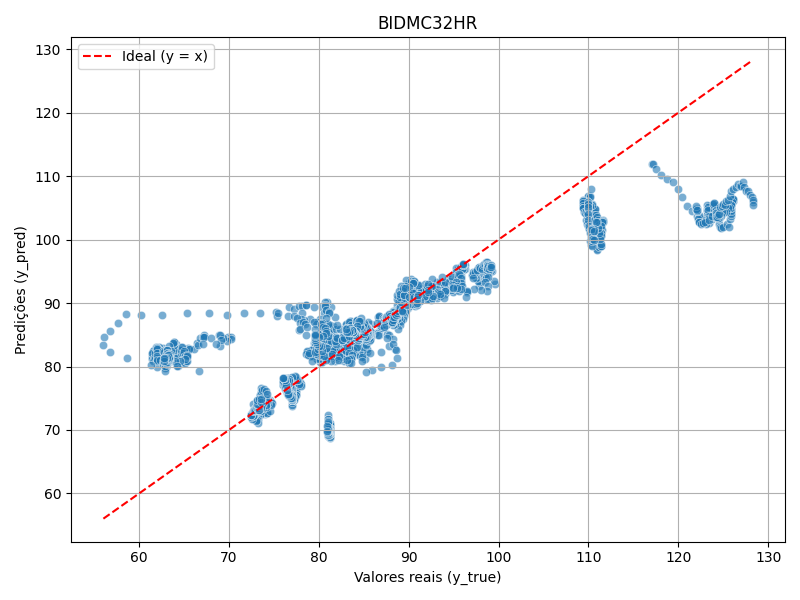 BIDMC32HR
Ideal (y = x)
130
120
110
100
90
80
70
60
Predições (y_pred)
60 70 80 90 100 110 120 130
Valores reais (y_true)